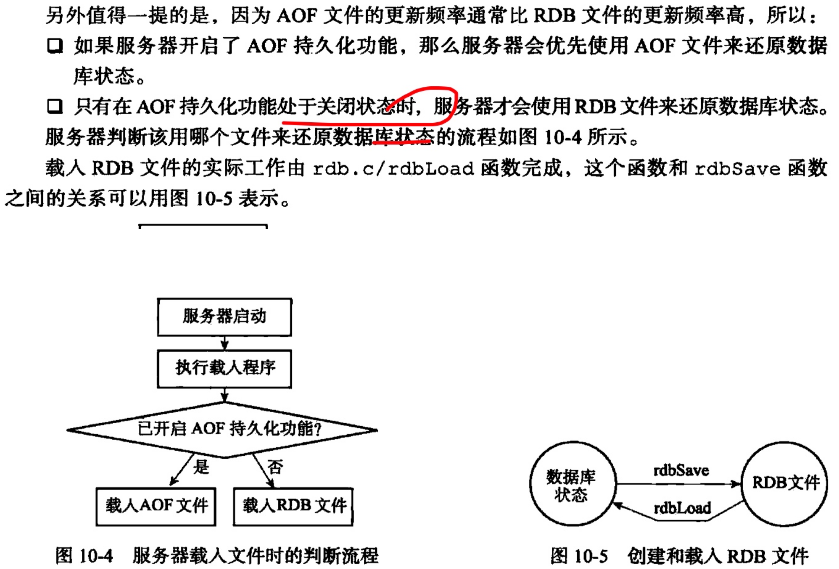 另外值得一提的是，因为 AOF 文件的更新频率通常比 RDB 文件的更新频率高，所以：
❑ 如果服务器开启了 AOF 持久化功能，那么服务器会优先使用 AOF 文件来还原数据
库状态。
❑ 只有在 AOF 持久化功能处于关闭状态时，服务器才会使用 RDB 文件来还原数据库状态。
服务器判断该用哪个文件来还原数据库状态的流程如图 10-4 所示。
载入 RDB 文件的实际工作由 rdb.c/rdbLoad 函数完成，这个函数和 rdbSave 函数
之间的关系可以用图 10-5 表示。
服务器启动
执行载入程序
已开启 AOF 持久化功能?
是
否
载入AOF 文件
载入RDB 文件
图 10-4 服务器载入文件时的判断流程
数据库
状态
rdbSave
rdbLoad
RDB文件
图 10-5 创建和载入 RDB 文件